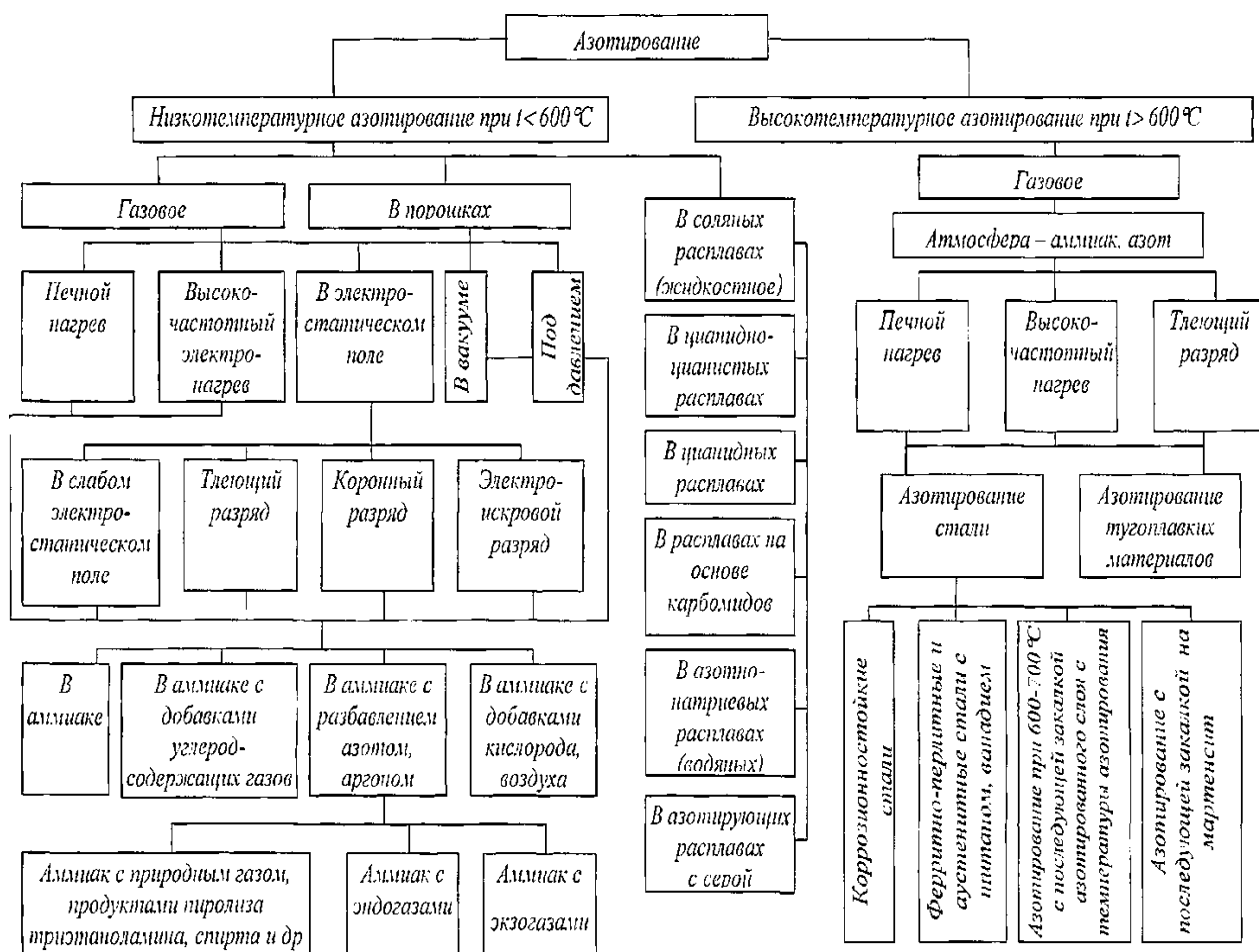 Азотирование
Низкотемпературное азотирование при t<600℃
Высокотемпературное азотирование при t>600℃
Газовое
В порошках
Печной
нагрев
Высоко-
частотный
электро-
нагрев
В электро-
статическом
поле
В вакууме
Под
давлением
В слабом
электро-
статическом
поле
Тлеющий
разряд
Коронный
разряд
Электро-
искровой
разряд
В
аммиаке
В аммиаке с
добавками
углерод-
содержащих газов
В аммиаке с
разбавлением
азотом,
аргоном
В аммиаке с
добавками
кислорода,
воздуха
Аммиак с природным газом,
продуктами пиролиза
триэтаноламина, спирта и др
Аммиак с
эндогазами
Аммиак с
экзогазами
В соляных
расплавах
(жидкостное)
В цианидно-
цианистых
расплавах
В цианидных
расплавах
В расплавах на
основе
карбомидов
В азотно-
натриевых
расплавах
(водяных)
В азотирующих
расплавах
с серой
Газовое
Атмосфера – аммиак, азот
Печной
нагрев
Высоко-
частотный
нагрев
Тлеющий
разряд
Азотирование
стали
Азотирование
тугоплавких
материалов
Коррозионностойкие
стали
Ферритно-перлитные и
аустенитные стали с
титаном, ванадием
Азотирование при 600-700℃
с последующей закалкой
азотированного слоя с
температуры азотирования
Азотирование с
последующей закалкой на
мартенсит